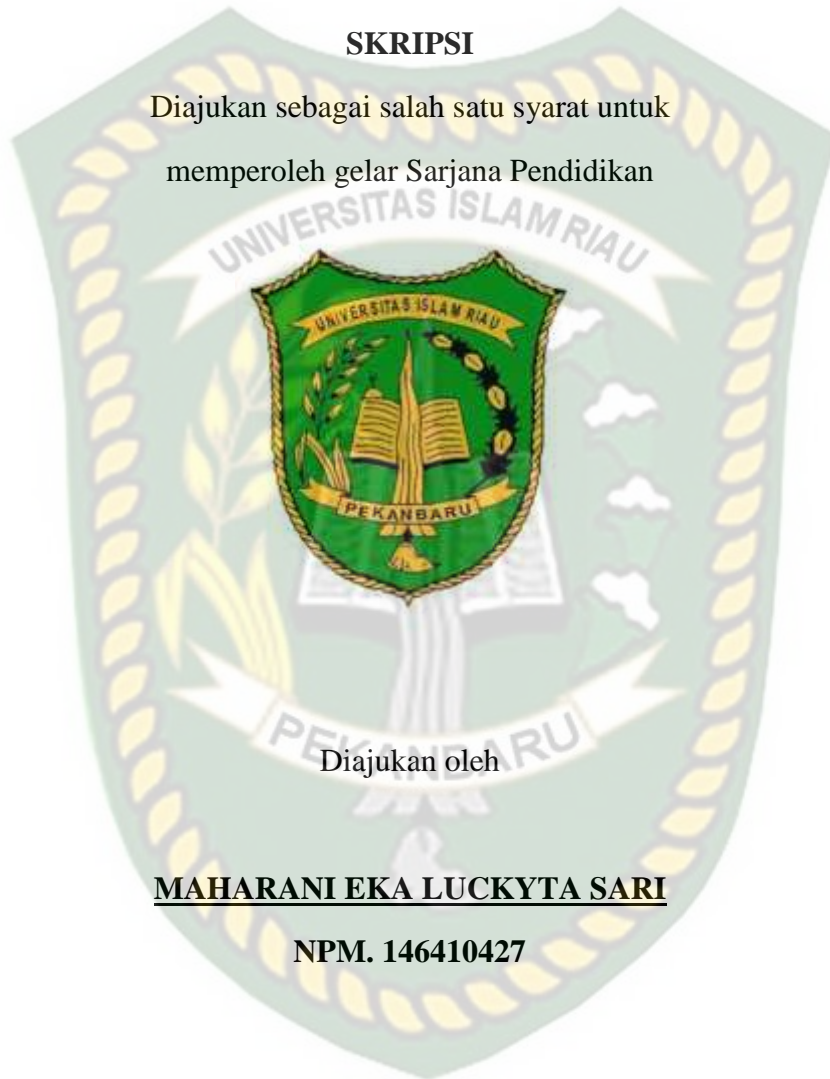 SKRIPSI
Diajukan sebagai salah satu syarat untuk
memperoleh gelar Sarjana Pendidikan
UNIVERSITAS ISLAM RIAU
UNIVERSITAS ISLAM RIAU
PEKANBARU
PEKANBARU
Diajukan oleh
MAHARANI EKA LUCKYTA SARI
NPM. 146410427